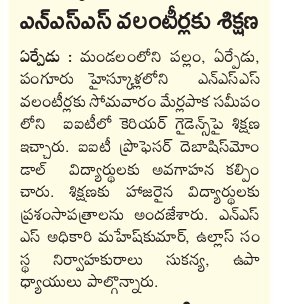 ఎన్ఎస్ఎస్ వలంటీర్లకు శిక్షణ
ఏర్పేడు : మండలంలోని పల్లం, ఏర్పేడు,
పంగూరు హైస్కూళ్లలోని ఎన్ఎస్ఎస్
వలంటీర్లకు సోమవారం మేర్లపాక సమీపం
లోని ఐఐటీలో కెరియర్ గైడెన్స్‌పై శిక్షణ
ఇచ్చారు. ఐఐటీ ప్రొఫెసర్ దెబాషిస్‌మోం
డాల్ విద్యార్థులకు అవగాహన కల్పిం
చారు. శిక్షణకు హాజరైన విద్యార్థులకు
ప్రశంసాపత్రాలను అందజేశారు. ఎన్ఎస్
ఎస్ అధికారి మహేష్‌కుమార్, ఉల్లాస్ సం
స్థ నిర్వాహకురాలు సుకన్య, ఉపా
ధ్యాయులు పాల్గొన్నారు.